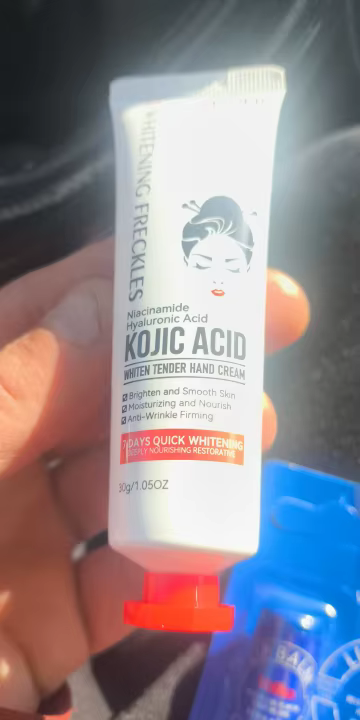 WHITENING FRECKLES
Niacinamide
Hyaluronic Acid
KOJIC ACID
WHITEN TENDER HAND CREAM
Brighten and Smooth Skin
Moisturizing and Nourish
Anti-Wrinkle Firming
7 DAYS QUICK WHITENING
DEEPLY NOURISHING RESTORATIVE
30g/1.05OZ